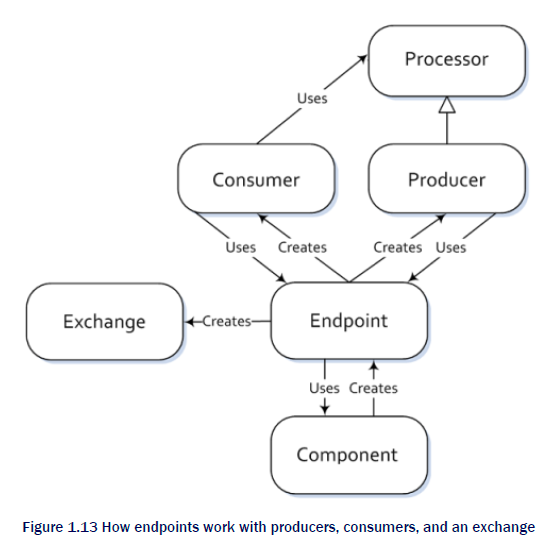 Processor
Uses
Consumer
Producer
Uses
Creates
Creates
Uses
Exchange
Creates
Endpoint
Uses
Creates
Component
Figure 1.13 How endpoints work with producers, consumers, and an exchange